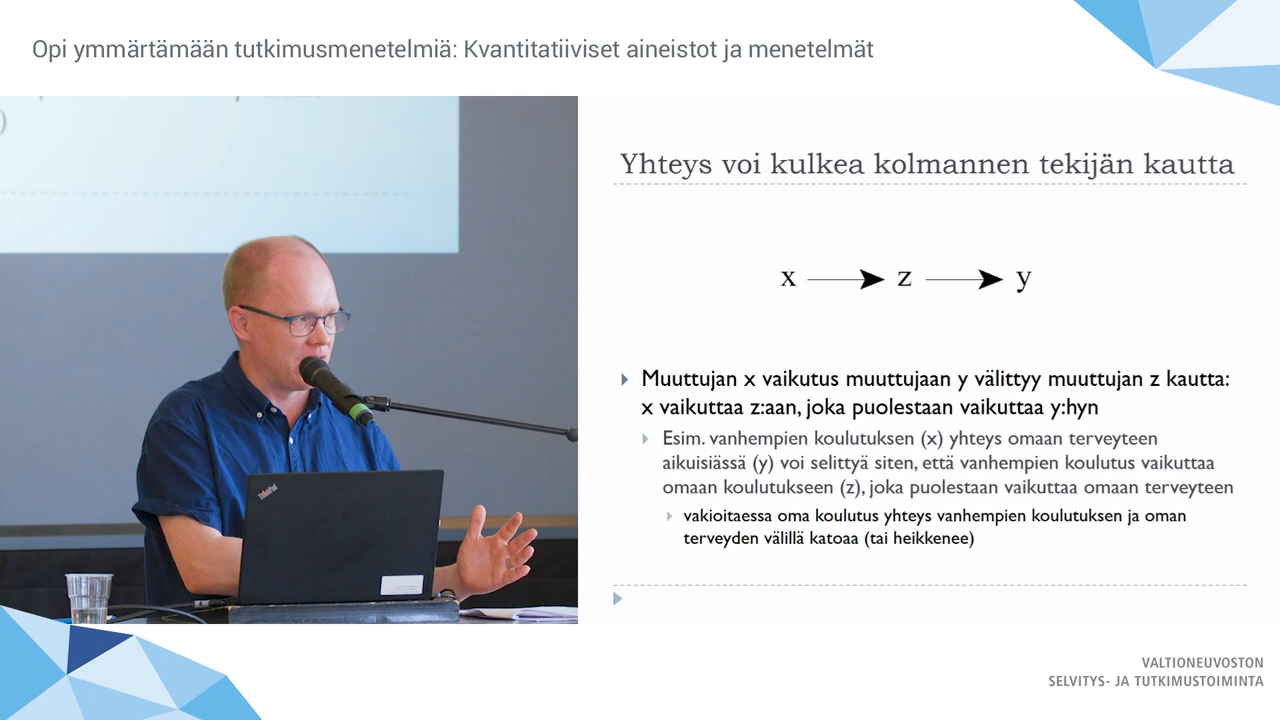 Opi ymmärtämään tutkimusmenetelmiä: Kvantitatiiviset aineistot ja menetelmät
)
ThinkPad
Yhteys voi kulkea kolmannen tekijän kautta
x z y
Muuttujan x vaikutus muuttujaan y välittyy muuttujan z kautta:
x vaikuttaa z:aan, joka puolestaan vaikuttaa y:hyn
Esim. vanhempien koulutuksen (x) yhteys omaan terveyteen
aikuisiässä (y) voi selittyä siten, että vanhempien koulutus vaikuttaa
omaan koulutukseen (z), joka puolestaan vaikuttaa omaan terveyteen
vakioitaessa oma koulutus yhteys vanhempien koulutuksen ja oman
terveyden välillä katoaa (tai heikkenee)
VALTIONEUVOSTON
SELVITYS- JA TUTKIMUSTOIMINTA